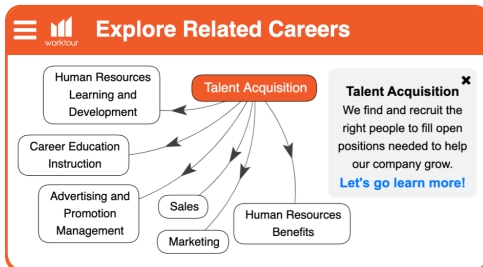 worktour
Explore Related Careers
Human Resources
Learning and
Development
Talent Acquisition
Career Education
Instruction
Advertising and
Promotion
Management
Sales
Marketing
Human Resources
Benefits
Talent Acquisition
We find and recruit the
right people to fill open
positions needed to help
our company grow.
Let's go learn more!